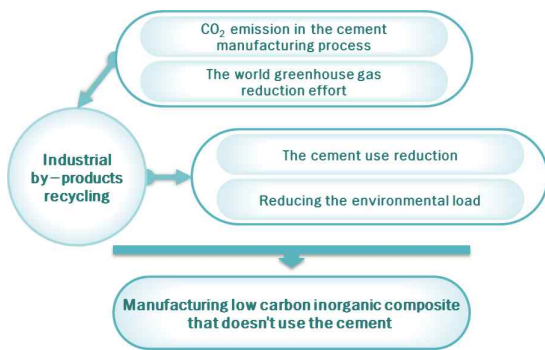 CO₂ emission in the cement
manufacturing process
The world greenhouse gas
reduction effort
Industrial
by-products
recycling
The cement use reduction
Reducing the environmental load
Manufacturing low carbon inorganic composite
that doesn't use the cement